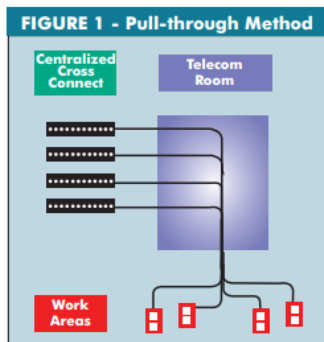 FIGURE 1 - Pull-through Method
Centralized
Cross
Connect
Telecom
Room
Work
Areas